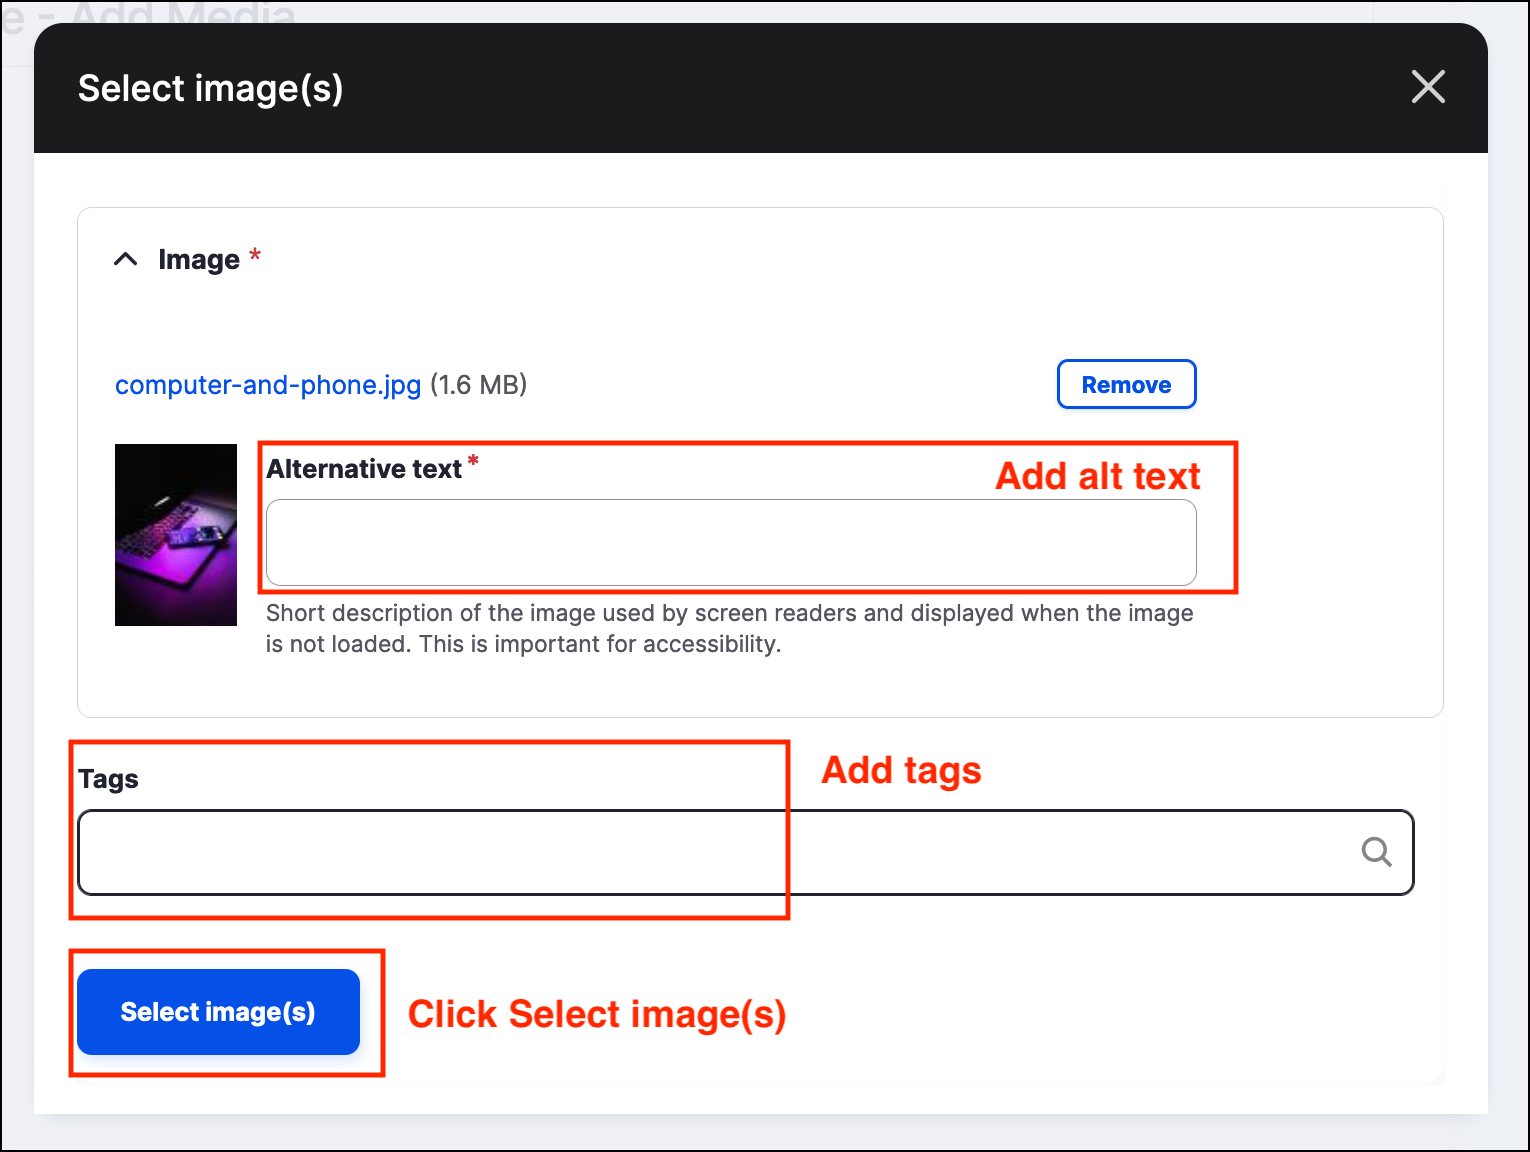 e - Add Media
Select image(s)
Image *
computer-and-phone.jpg (1.6 MB)
Remove
Alternative text *
Add alt text
Short description of the image used by screen readers and displayed when the image
is not loaded. This is important for accessibility.
Tags
Add tags
Select image(s)
Click Select image(s)